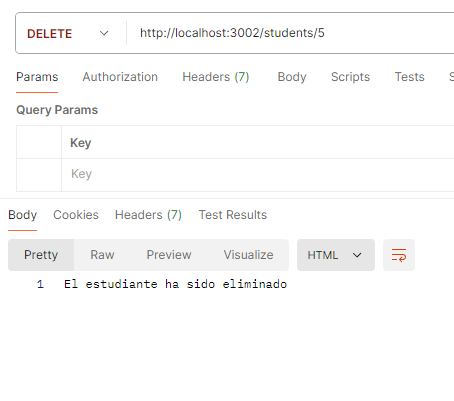 DELETE http://localhost:3002/students/5
Params Authorization Headers (7) Body Scripts Tests S
Query Params
Key
Key
Body Cookies Headers (7) Test Results
Pretty Raw Preview Visualize HTML
1 El estudiante ha sido eliminado